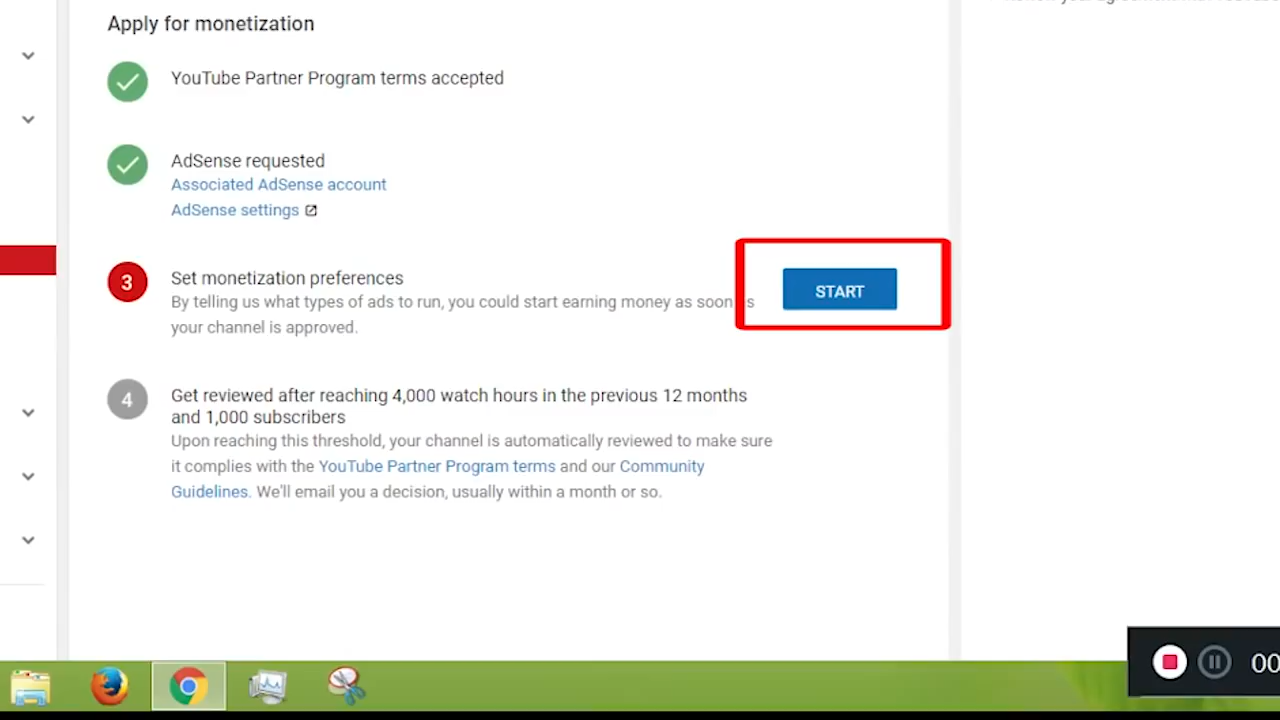 Apply for monetization
YouTube Partner Program terms accepted
AdSense requested
Associated AdSense account
AdSense settings
3
Set monetization preferences
By telling us what types of ads to run, you could start earning money as soon
your channel is approved.
START
4
Get reviewed after reaching 4,000 watch hours in the previous 12 months
and 1,000 subscribers
Upon reaching this threshold, your channel is automatically reviewed to make sure
it complies with the YouTube Partner Program terms and our Community
Guidelines. We'll email you a decision, usually within a month or so.
00